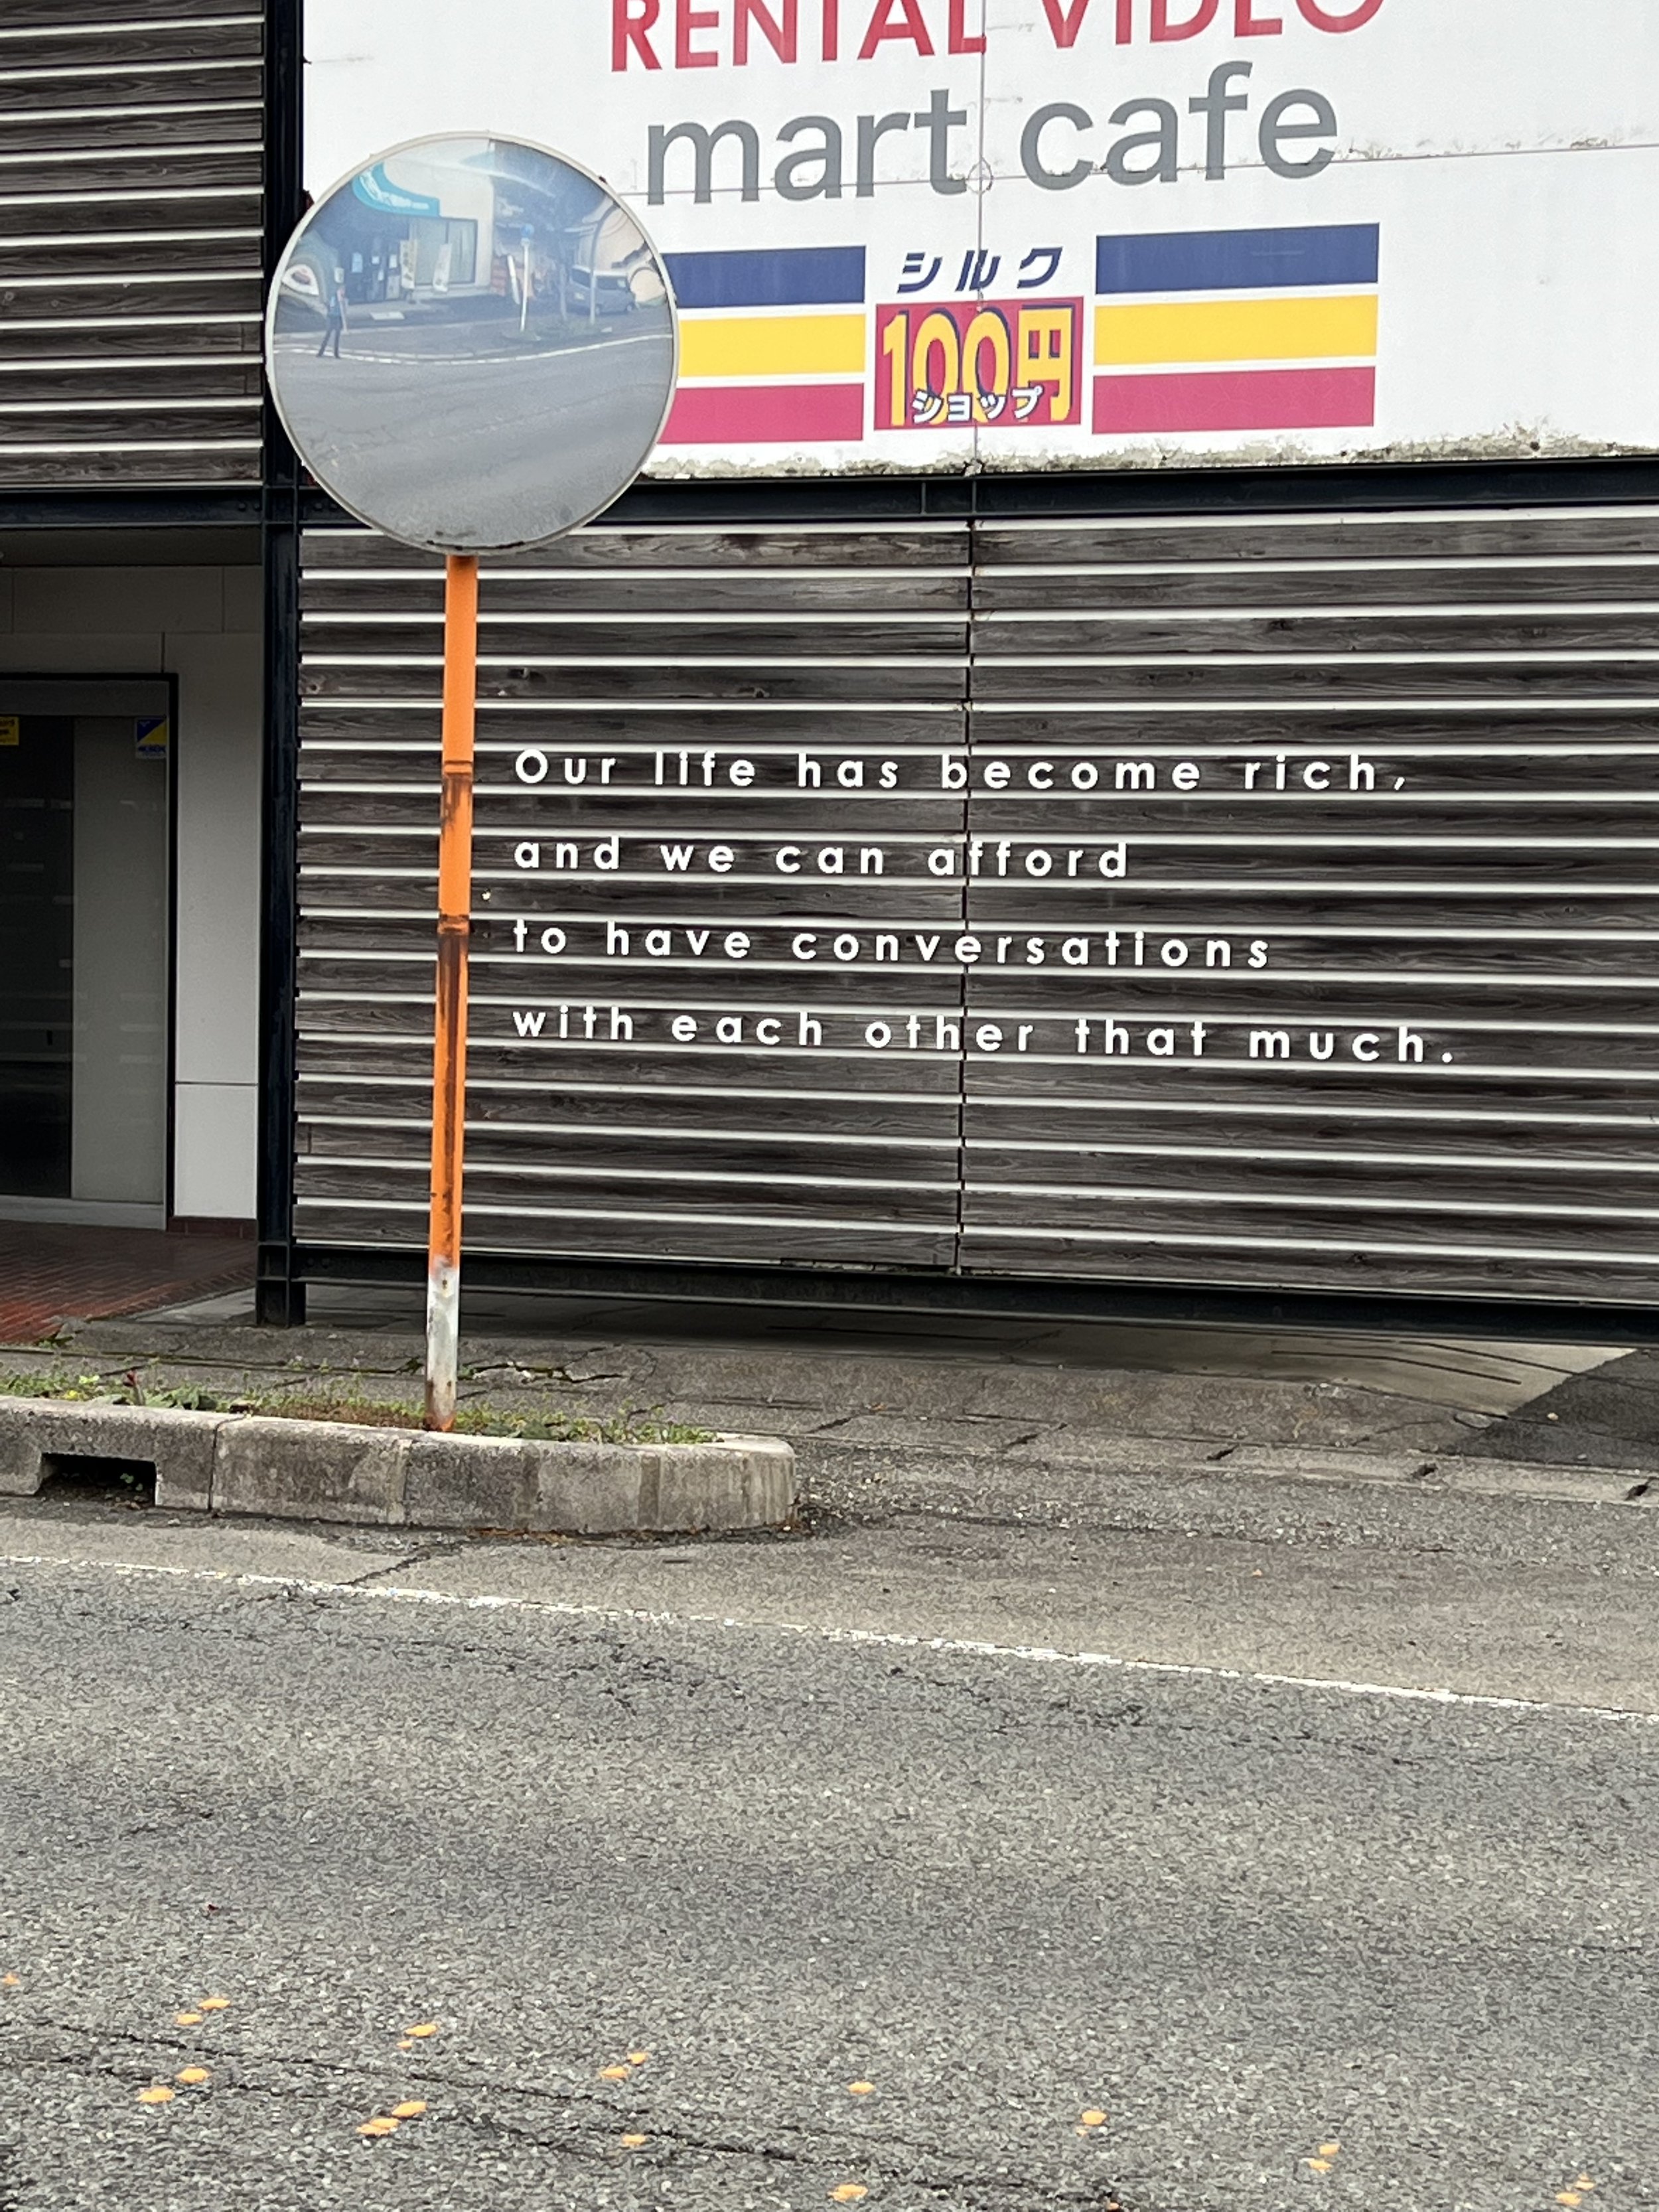 RENTAL VIDEO
mart cafe
シルク
100円
ショップ
Our life has become rich,
and we can afford
to have conversations
with each other that much.